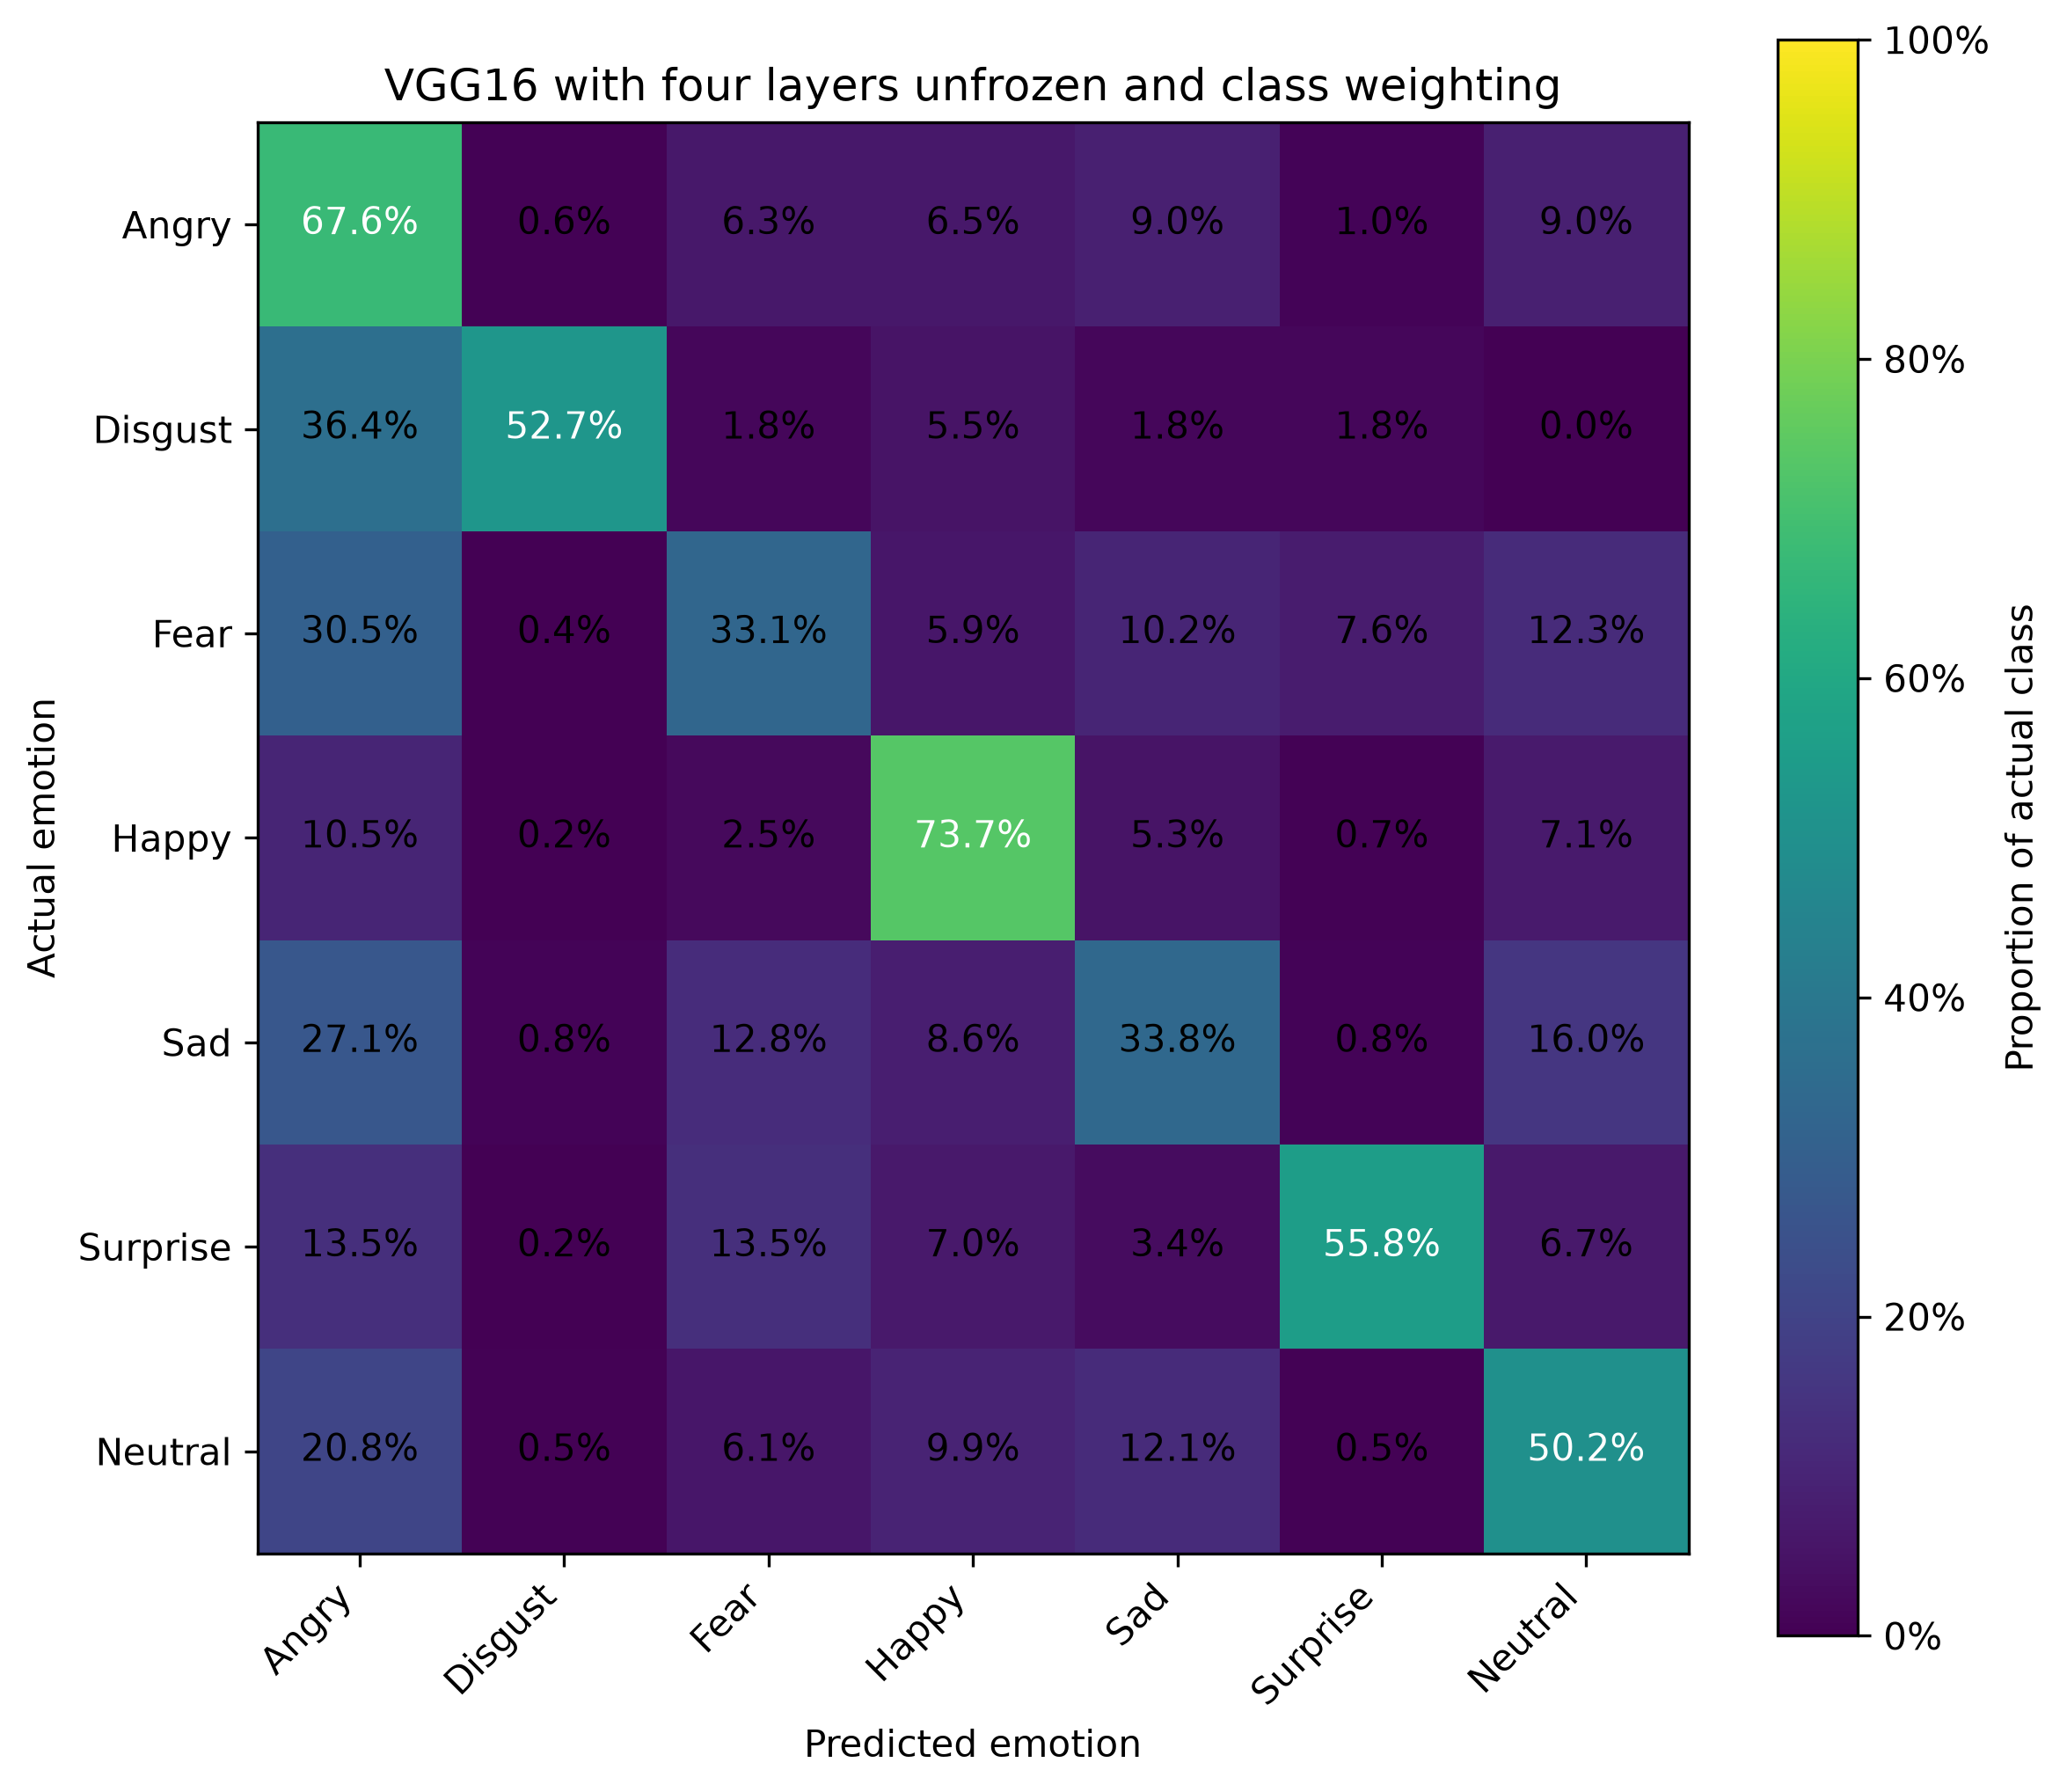 VGG16 with four layers unfrozen and class weighting
Actual emotion
Angry 67.6% 0.6% 6.3% 6.5% 9.0% 1.0% 9.0%
Disgust 36.4% 52.7% 1.8% 5.5% 1.8% 1.8% 0.0%
Fear 30.5% 0.4% 33.1% 5.9% 10.2% 7.6% 12.3%
Happy 10.5% 0.2% 2.5% 73.7% 5.3% 0.7% 7.1%
Sad 27.1% 0.8% 12.8% 8.6% 33.8% 0.8% 16.0%
Surprise 13.5% 0.2% 13.5% 7.0% 3.4% 55.8% 6.7%
Neutral 20.8% 0.5% 6.1% 9.9% 12.1% 0.5% 50.2%
Angry Disgust Fear Happy Sad Surprise Neutral
Predicted emotion
100%
80%
60%
40%
20%
0%
Proportion of actual class